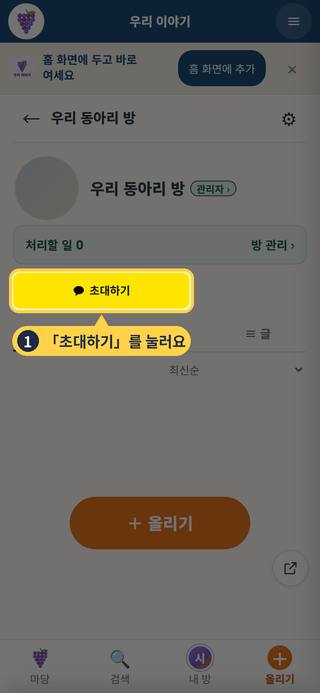 우리 이야기
홈 화면에 두고 바로
여세요
홈 화면에 추가
우리 동아리 방
우리 동아리 방
관리자 ›
처리할 일 0
방 관리 ›
초대하기
1 「초대하기」를 눌러요
글
최신순
+ 올리기
마당
검색
시
내 방
올리기